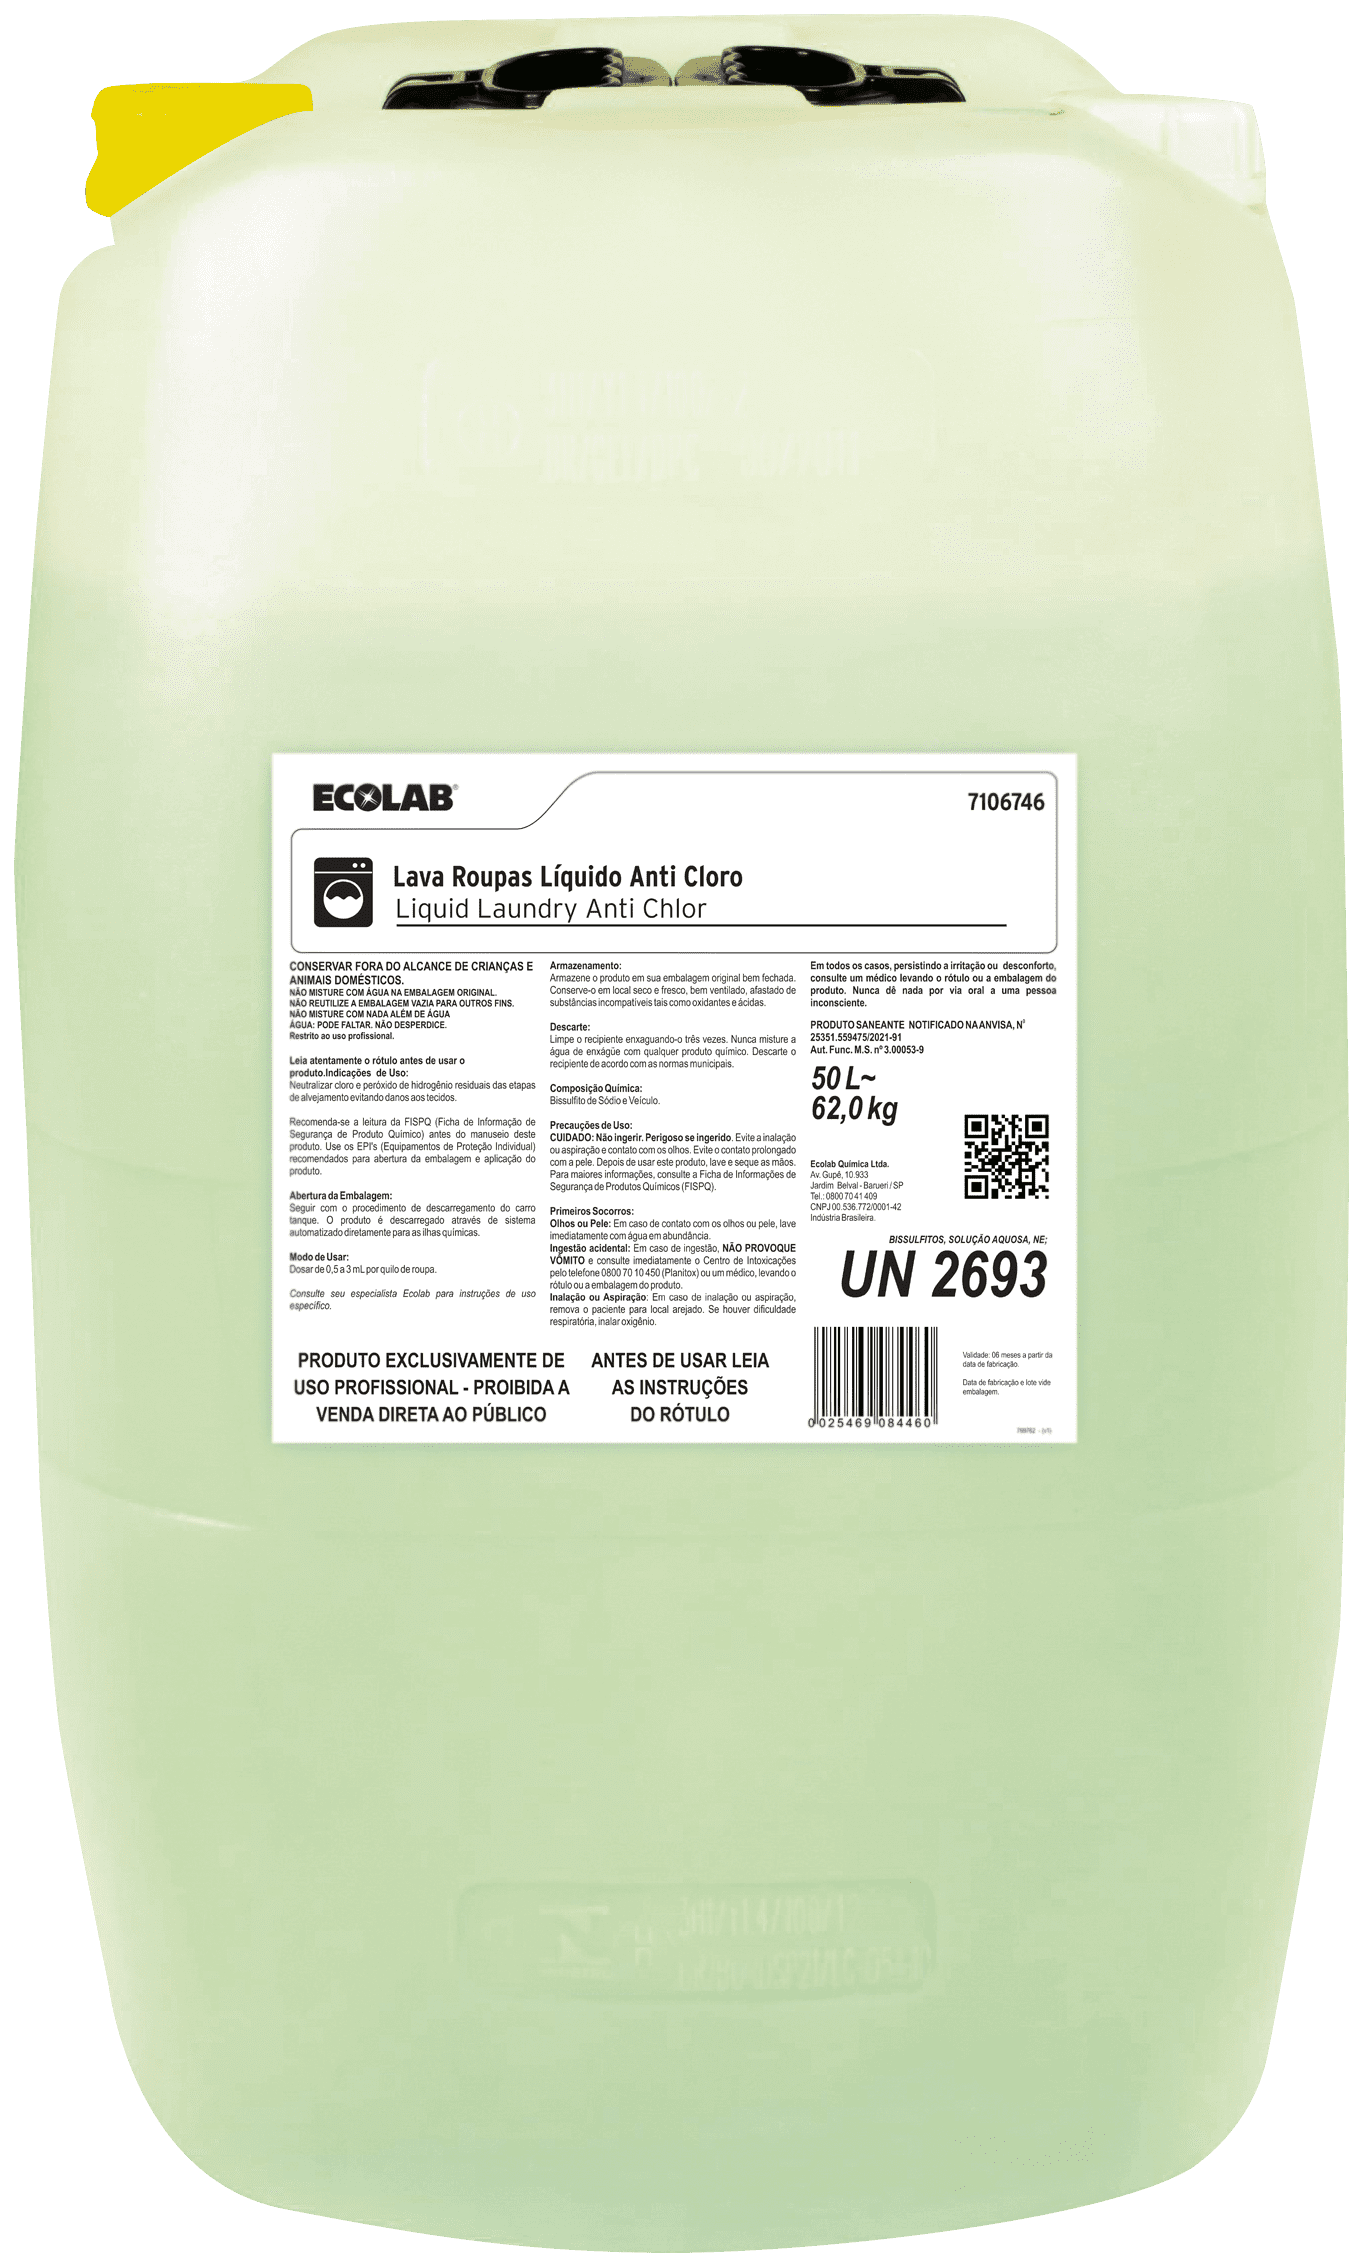 ECOLAB®
7106746
Lava Roupas Líquido Anti Cloro
Liquid Laundry Anti Chlor
CONSERVAR FORA DO ALCANCE DE CRIANÇAS E
ANIMAIS DOMÉSTICOS.
NÃO MISTURE COM ÁGUA NA EMBALAGEM ORIGINAL.
NÃO REUTILIZE A EMBALAGEM VAZIA PARA OUTROS FINS.
NÃO MISTURE COM NADA ALÉM DE ÁGUA
ÁGUA: PODE FALTAR. NÃO DESPERDICE.
Restrito ao uso profissional.
Leia atentamente o rótulo antes de usar o
produto.Indicações de Uso:
Neutralizar cloro e peróxido de hidrogênio residuais das etapas
de alvejamento evitando danos aos tecidos.
Recomenda-se a leitura da FISPQ (Ficha de Informação de
Segurança de Produto Químico) antes do manuseio deste
produto. Use os EPI's (Equipamentos de Proteção Individual)
recomendados para abertura da embalagem e aplicação do
produto.
Abertura da Embalagem:
Seguir com o procedimento de descarregamento do carro
tanque. O produto é descarregado através de sistema
automatizado diretamente para as ilhas químicas.
Modo de Usar:
Dosar de 0,5 a 3 mL por quilo de roupa.
Consulte seu especialista Ecolab para instruções de uso
específico.
Armazenamento:
Armazene o produto em sua embalagem original bem fechada.
Conserve-o em local seco e fresco, bem ventilado, afastado de
substâncias incompatíveis tais como oxidantes e ácidas.
Descarte:
Limpe o recipiente enxaguando-o três vezes. Nunca misture a
água de enxágüe com qualquer produto químico. Descarte o
recipiente de acordo com as normas municipais.
Composição Química:
Bissulfito de Sódio e Veículo.
Precauções de Uso:
CUIDADO: Não ingerir. Perigoso se ingerido. Evite a inalação
ou aspiração e contato com os olhos. Evite o contato prolongado
com a pele. Depois de usar este produto, lave e seque as mãos.
Para maiores informações, consulte a Ficha de Informações de
Segurança de Produtos Químicos (FISPQ).
Primeiros Socorros:
Olhos ou Pele: Em caso de contato com os olhos ou pele, lave
imediatamente com água em abundância.
Ingestão acidental: Em caso de ingestão, NÃO PROVOQUE
VÔMITO e consulte imediatamente o Centro de Intoxicações
pelo telefone 0800 70 10 450 (Planitox) ou um médico, levando o
rótulo ou a embalagem do produto.
Inalação ou Aspiração: Em caso de inalação ou aspiração,
remova o paciente para local arejado. Se houver dificuldade
respiratória, inalar oxigênio.
Em todos os casos, persistindo a irritação ou desconforto,
consulte um médico levando o rótulo ou a embalagem do
produto. Nunca dê nada por via oral a uma pessoa
inconsciente.
PRODUTO SANEANTE NOTIFICADO NA ANVISA, Nº
25351.559475/2021-91
Aut. Func. M.S. nº 3.00053-9
50 L~
62,0 kg
Ecolab Química Ltda.
Av. Gupê, 10.933
Jardim Belval - Barueri / SP
Tel.: 0800 70 41 409
CNPJ 00.536.772/0001-42
Indústria Brasileira.
BISSULFITOS, SOLUÇÃO AQUOSA, NE;
UN 2693
PRODUTO EXCLUSIVAMENTE DE
USO PROFISSIONAL - PROIBIDA A
VENDA DIRETA AO PÚBLICO
ANTES DE USAR LEIA
AS INSTRUÇÕES
DO RÓTULO
0 025469 084460
Validade: 06 meses a partir da
data de fabricação.
Data de fabricação e lote vide
embalagem.